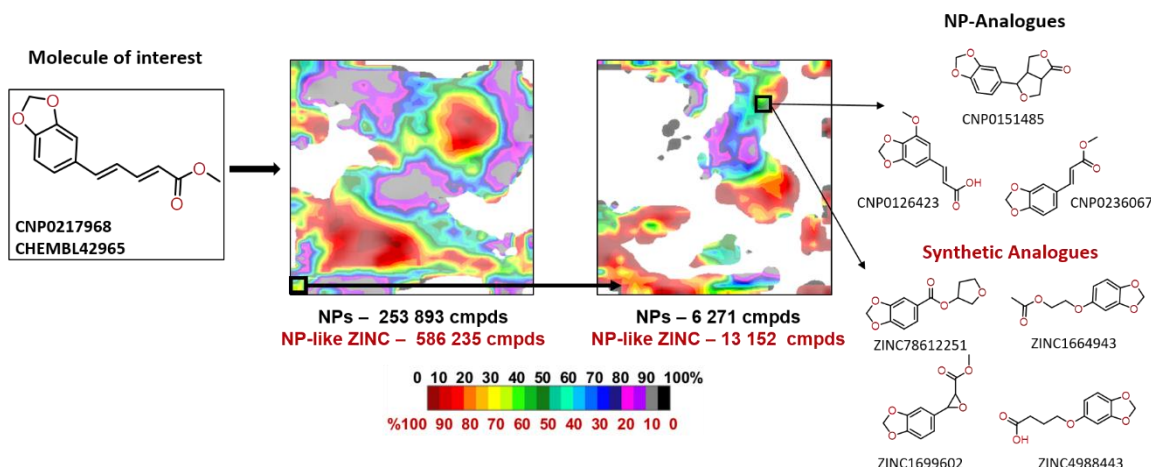 Molecule of interest
O
O
O
O
CNP0217968
CHEMBL42965
NPs – 253 893 cmpds
NP-like ZINC – 586 235 cmpds
NPs – 6 271 cmpds
NP-like ZINC – 13 152 cmpds
0 10 20 30 40 50 60 70 80 90 100%
%100 90 80 70 60 50 40 30 20 10 0
NP-Analogues
O
O
O
O
O
CNP0151485
O
O
O
O
OH
CNP0126423
O
O
O
O
CNP0236067
Synthetic Analogues
O
O
O
O
O
ZINC78612251
O
O
O
O
O
ZINC1664943
O
O
O
O
O
ZINC1699602
O
OH
O
O
O
ZINC4988443